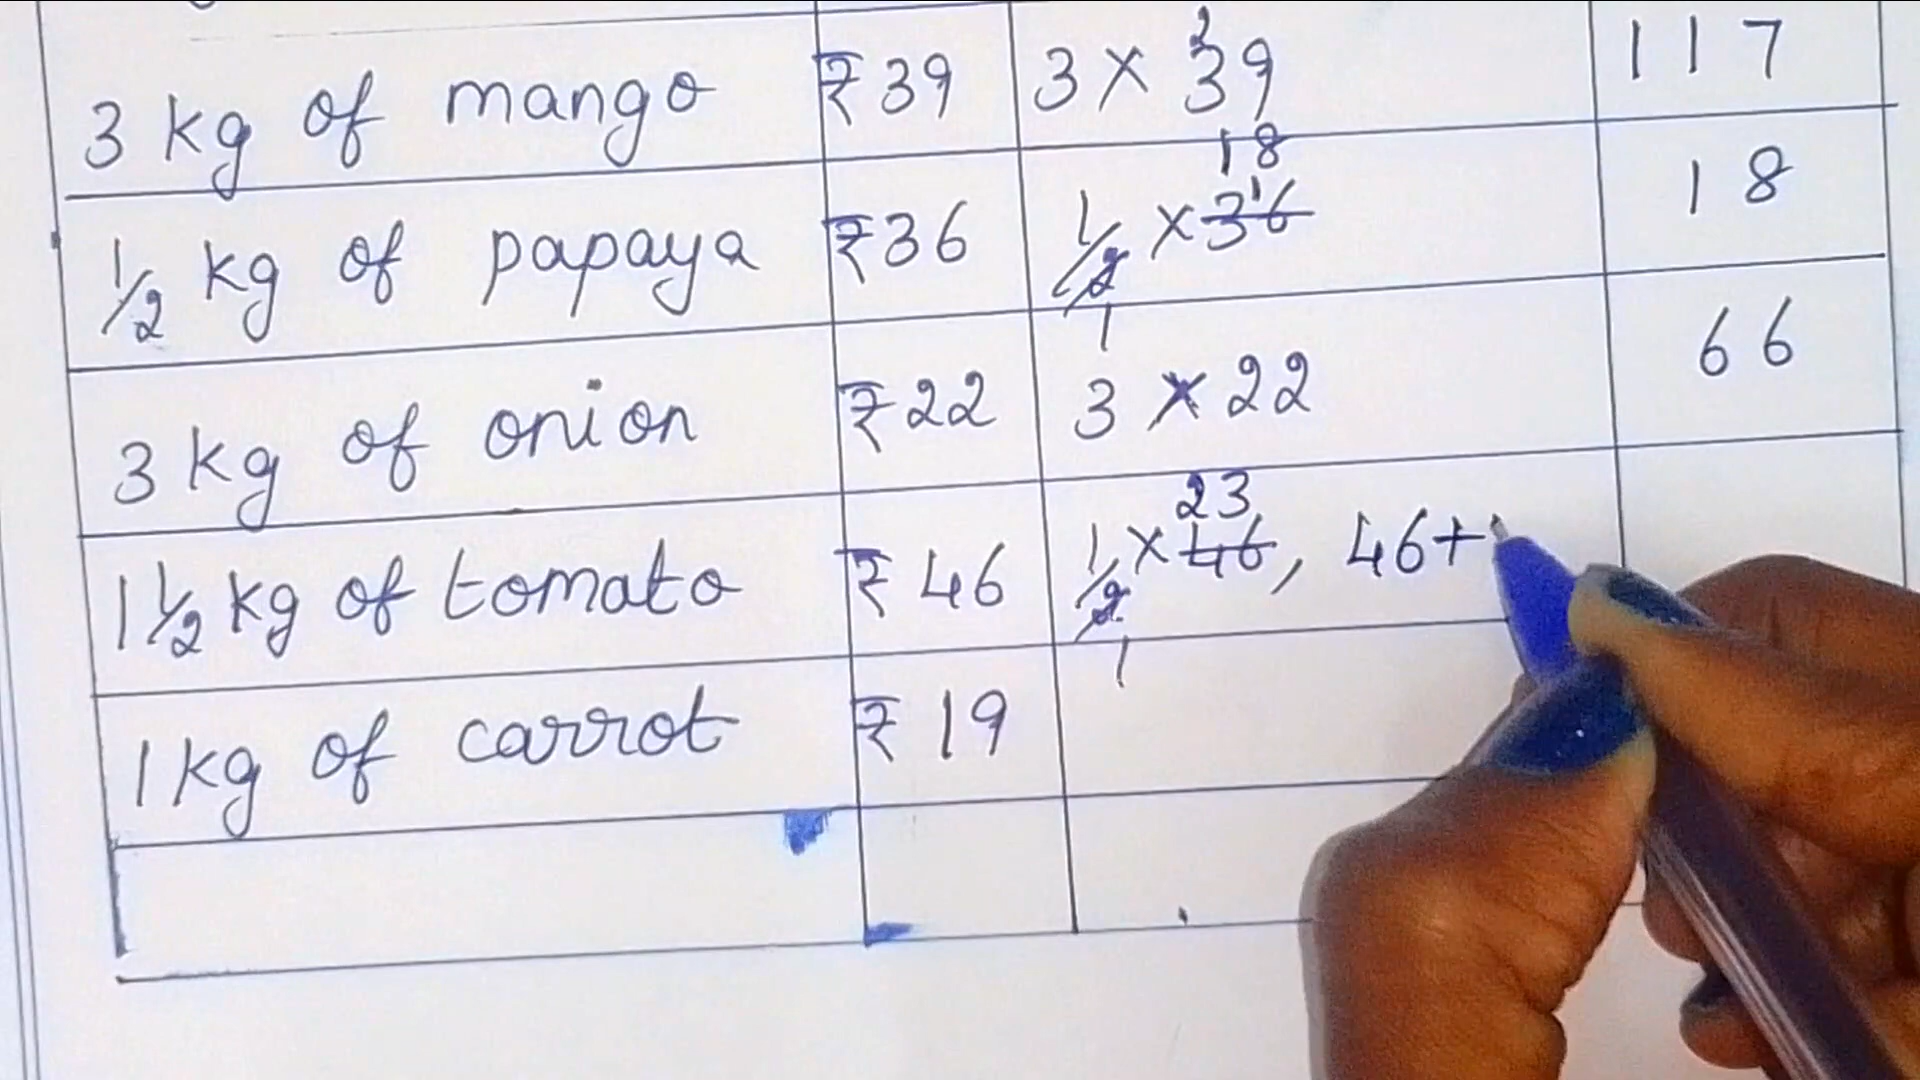 3 kg of mango ₹39 3 × 39 2 117
1/2 kg of papaya ₹36 1/2 × 36 1 18 1 18
3 kg of onion ₹22 3 × 22 66
1 1/2 kg of tomato ₹46 1/2 × 46, 23 1 46+
1 kg of carrot ₹19